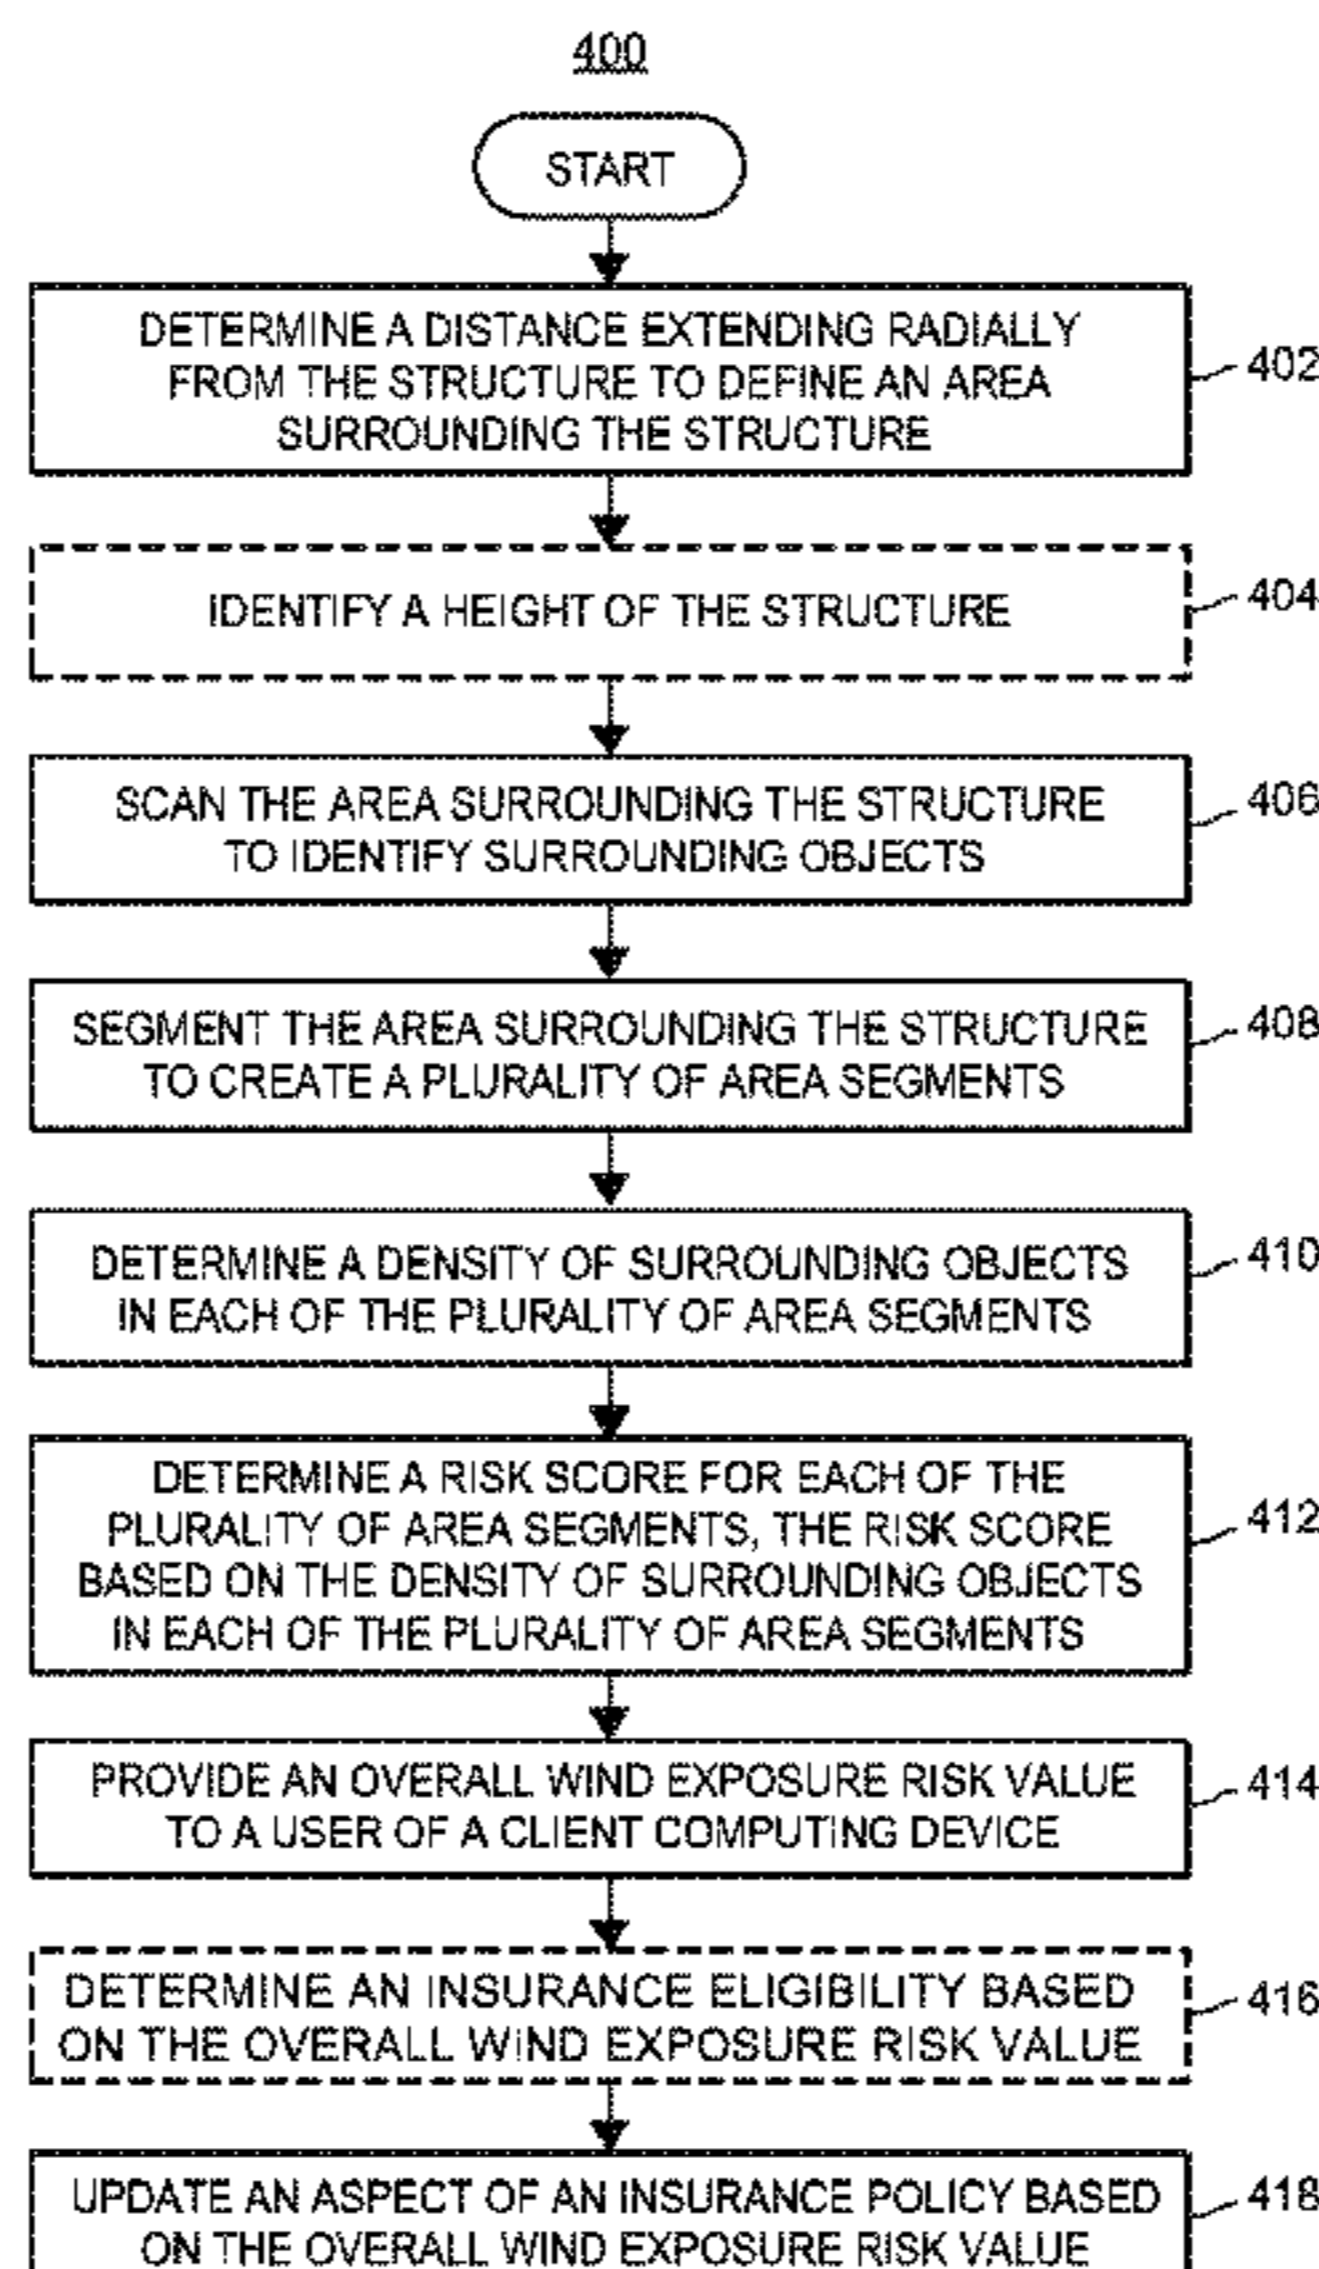 400
START
DETERMINE A DISTANCE EXTENDING RADIALLY
FROM THE STRUCTURE TO DEFINE AN AREA
SURROUNDING THE STRUCTURE
402
IDENTIFY A HEIGHT OF THE STRUCTURE
404
SCAN THE AREA SURROUNDING THE STRUCTURE
TO IDENTIFY SURROUNDING OBJECTS
406
SEGMENT THE AREA SURROUNDING THE STRUCTURE
TO CREATE A PLURALITY OF AREA SEGMENTS
408
DETERMINE A DENSITY OF SURROUNDING OBJECTS
IN EACH OF THE PLURALITY OF AREA SEGMENTS
410
DETERMINE A RISK SCORE FOR EACH OF THE
PLURALITY OF AREA SEGMENTS, THE RISK SCORE
BASED ON THE DENSITY OF SURROUNDING OBJECTS
IN EACH OF THE PLURALITY OF AREA SEGMENTS
412
PROVIDE AN OVERALL WIND EXPOSURE RISK VALUE
TO A USER OF A CLIENT COMPUTING DEVICE
414
DETERMINE AN INSURANCE ELIGIBILITY BASED
ON THE OVERALL WIND EXPOSURE RISK VALUE
416
UPDATE AN ASPECT OF AN INSURANCE POLICY BASED
ON THE OVERALL WIND EXPOSURE RISK VALUE
418